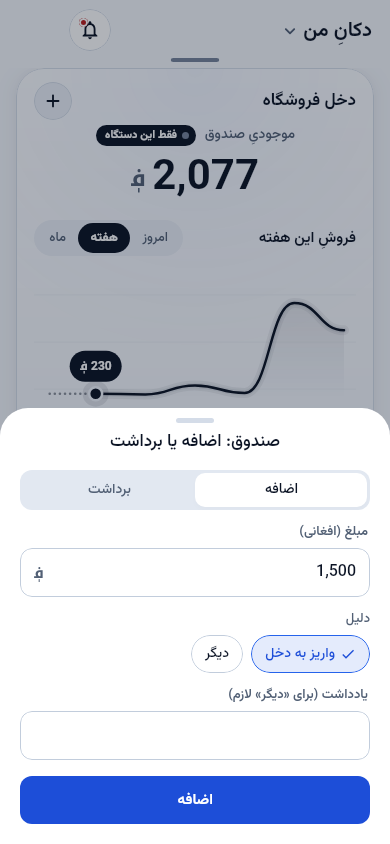 دکانِ من
دخل فروشگاه
موجودیِ صندوق فقط این دستگاه
2,077 ؋
فروشِ این هفته
امروز هفته ماه
230 ؋
صندوق: اضافه یا برداشت
اضافه برداشت
مبلغ (افغانی)
1,500 ؋
دلیل
واریز به دخل دیگر
یادداشت (برای «دیگر» لازم)
اضافه